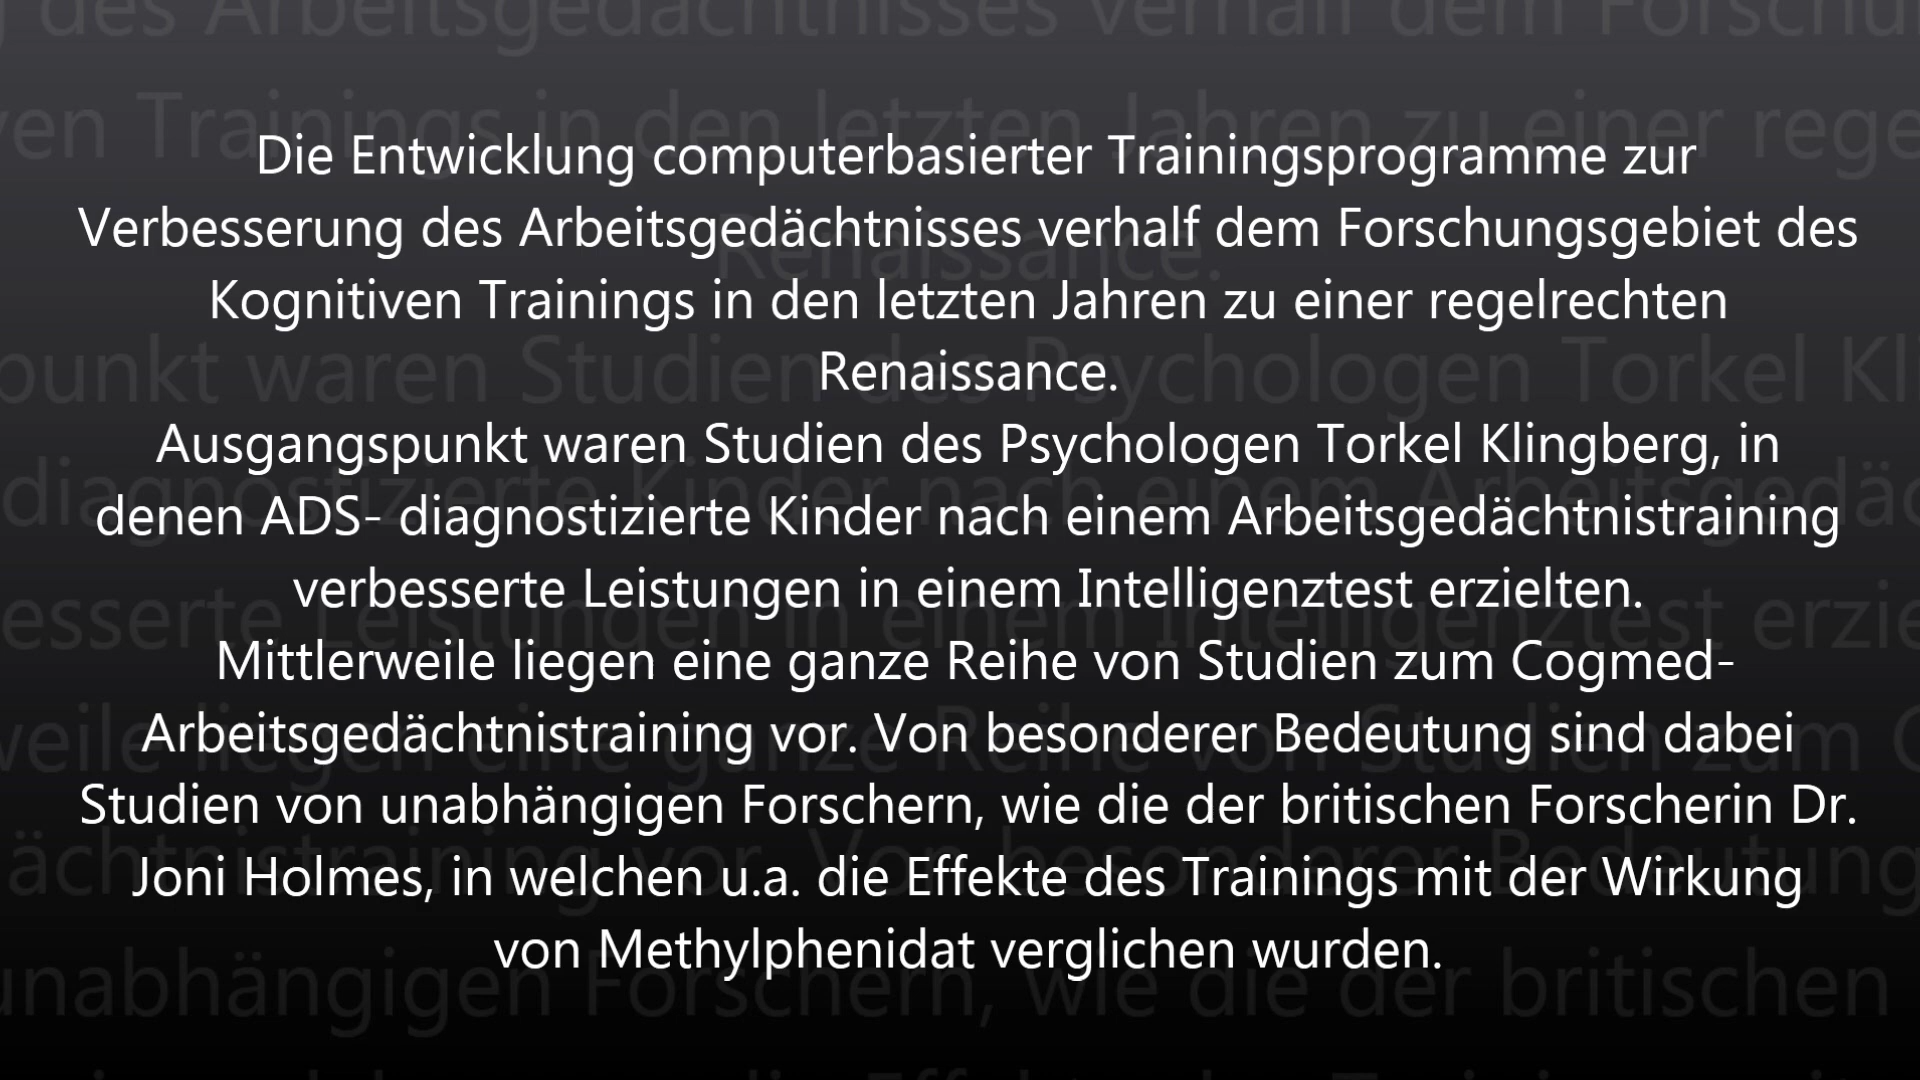 Die Entwicklung computerbasierter Trainingsprogramme zur
Verbesserung des Arbeitsgedächtnisses verhalf dem Forschungsgebiet des
Kognitiven Trainings in den letzten Jahren zu einer regelrechten
Renaissance.
Ausgangspunkt waren Studien des Psychologen Torkel Klingberg, in
denen ADS- diagnostizierte Kinder nach einem Arbeitsgedächtnistraining
verbesserte Leistungen in einem Intelligenztest erzielten.
Mittlerweile liegen eine ganze Reihe von Studien zum Cogmed-
Arbeitsgedächtnistraining vor. Von besonderer Bedeutung sind dabei
Studien von unabhängigen Forschern, wie die der britischen Forscherin Dr.
Joni Holmes, in welchen u.a. die Effekte des Trainings mit der Wirkung
von Methylphenidat verglichen wurden.